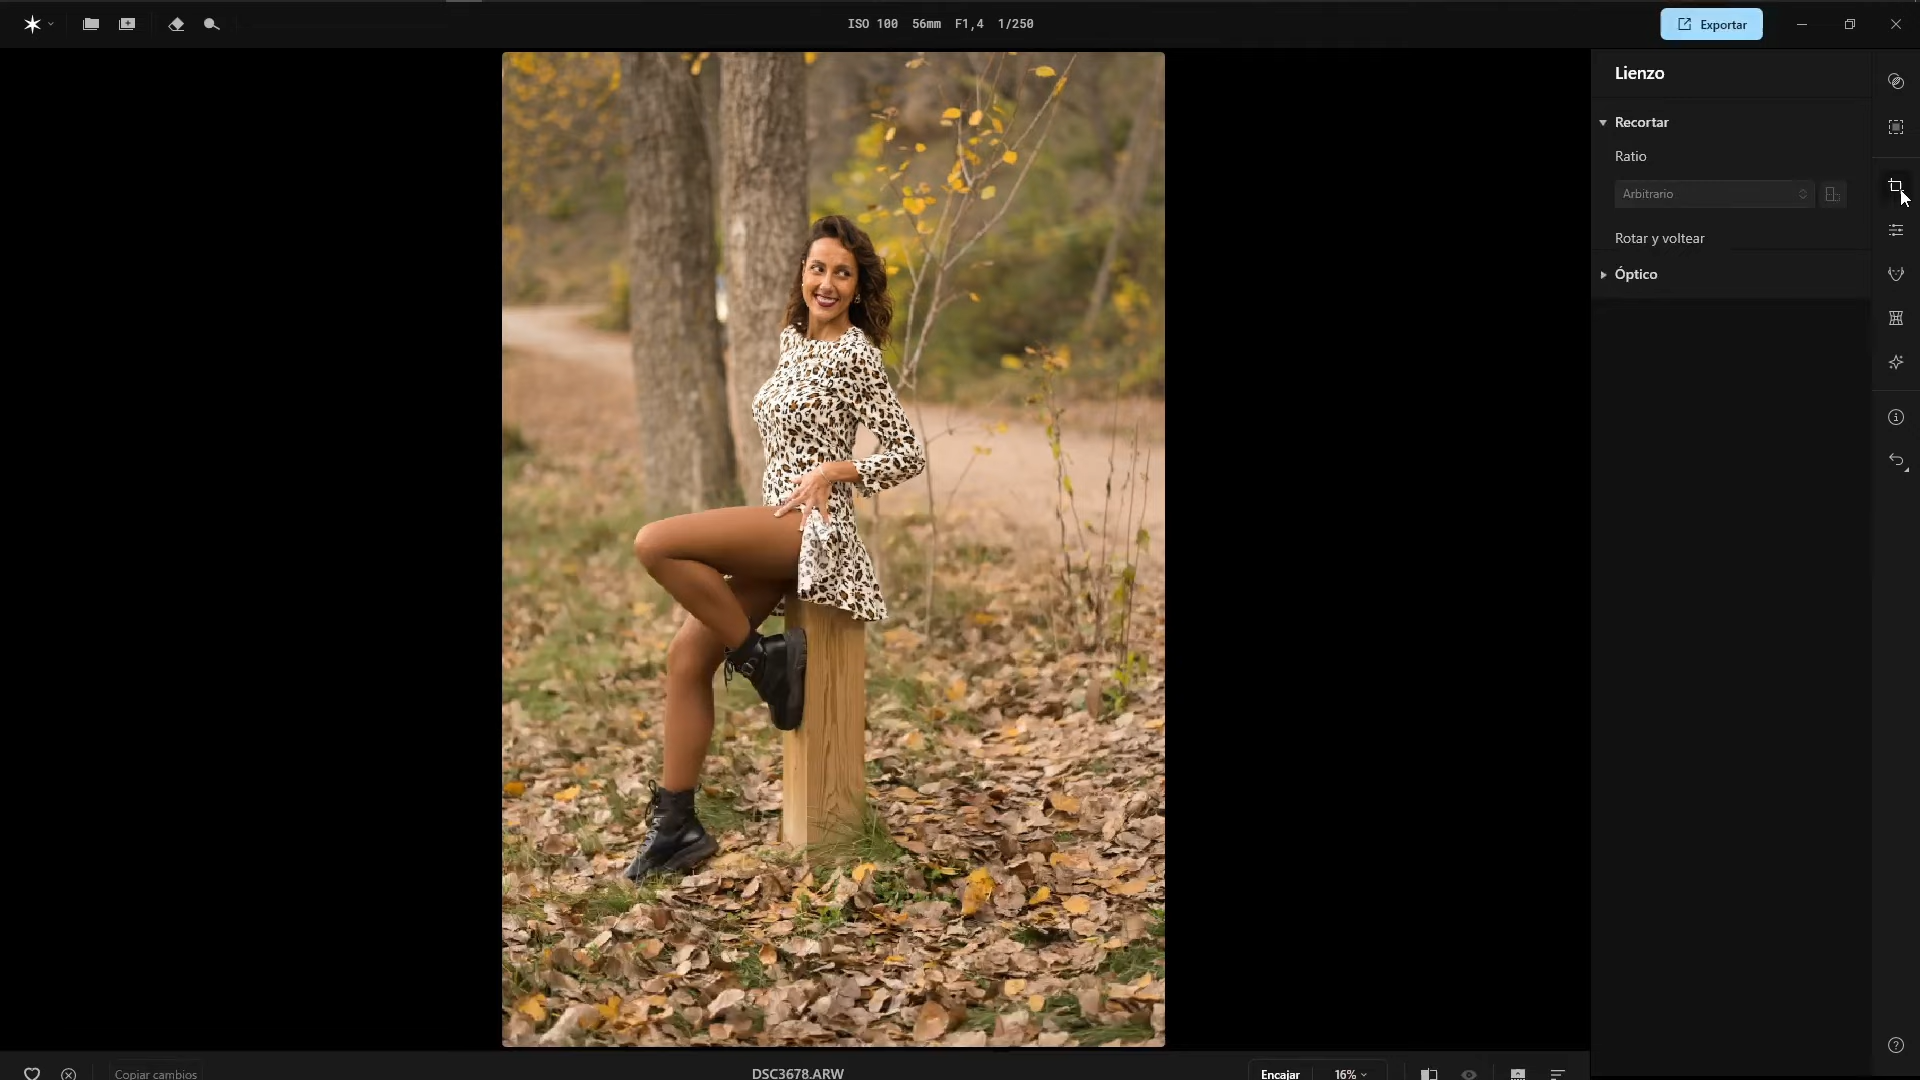 ISO 100 56mm F1,4 1/250
Exportar
Lienzo
Recortar
Ratio
Arbitrario
Rotar y voltear
Óptico
Copiar cambios
DSC3678.ARW
Encajar
16%